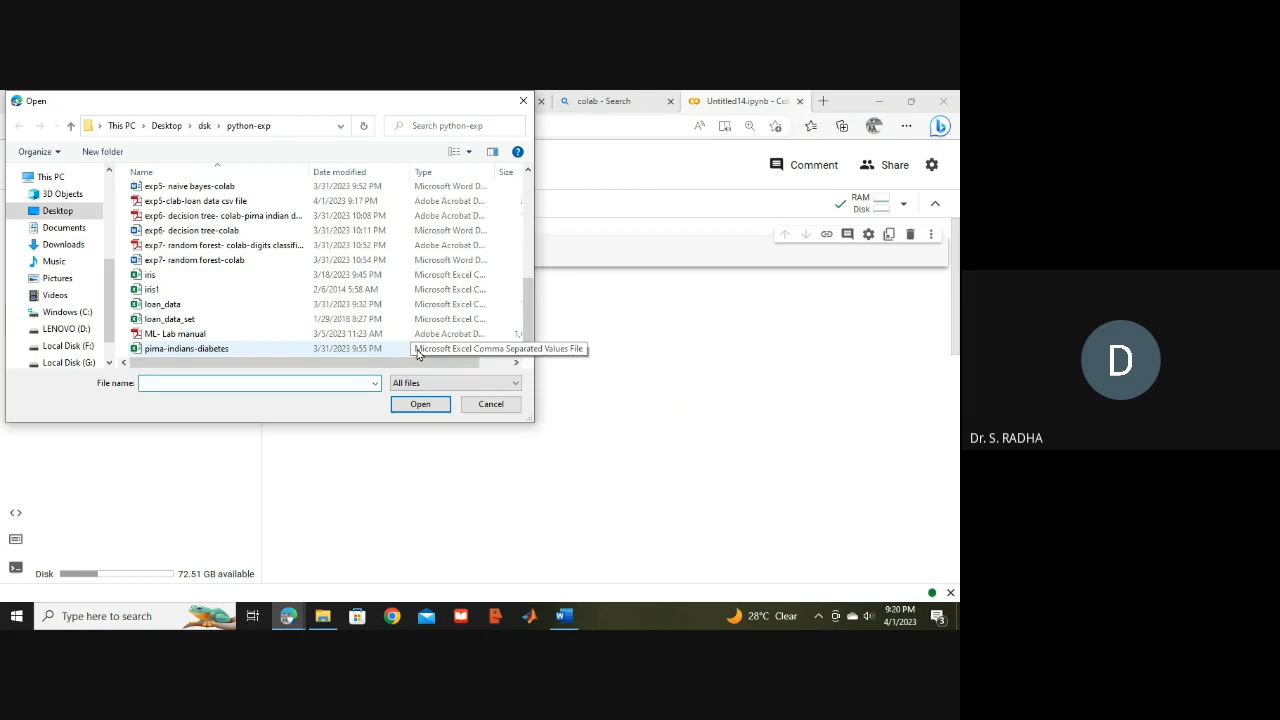 Open
colab - Search
Untitled14.ipynb - Col
This PC
Desktop
dsk
python-exp
Search python-exp
Organize
New folder
Comment
Share
RAM
Disk
Name
Date modified
Type
Size
This PC
3D Objects
Desktop
Documents
Downloads
Music
Pictures
Videos
Windows (C:)
LENOVO (D:)
Local Disk (F:)
Local Disk (G:)
exp5- naive bayes-colab 3/31/2023 9:52 PM Microsoft Word D...
exp5-clab-loan data csv file 4/1/2023 9:17 PM Adobe Acrobat D...
exp6- decision tree- colab-pima indian d... 3/31/2023 10:08 PM Adobe Acrobat D...
exp6- decision tree-colab 3/31/2023 10:11 PM Microsoft Word D...
exp7- random forest- colab-digits classifi... 3/31/2023 10:52 PM Adobe Acrobat D...
exp7- random forest-colab 3/31/2023 10:54 PM Microsoft Word D...
iris 3/18/2023 9:45 PM Microsoft Excel C...
iris1 2/6/2014 5:58 AM Microsoft Excel C...
loan_data 3/31/2023 9:32 PM Microsoft Excel C...
loan_data_set 1/29/2018 8:27 PM Microsoft Excel C...
ML- Lab manual 3/5/2023 11:23 AM Adobe Acrobat D...
pima-indians-diabetes 3/31/2023 9:55 PM Microsoft Excel Comma Separated Values File
File name:
All files
Open
Cancel
D
Dr. S. RADHA
Disk
72.51 GB available
Type here to search
28°C Clear
9:20 PM
4/1/2023
3